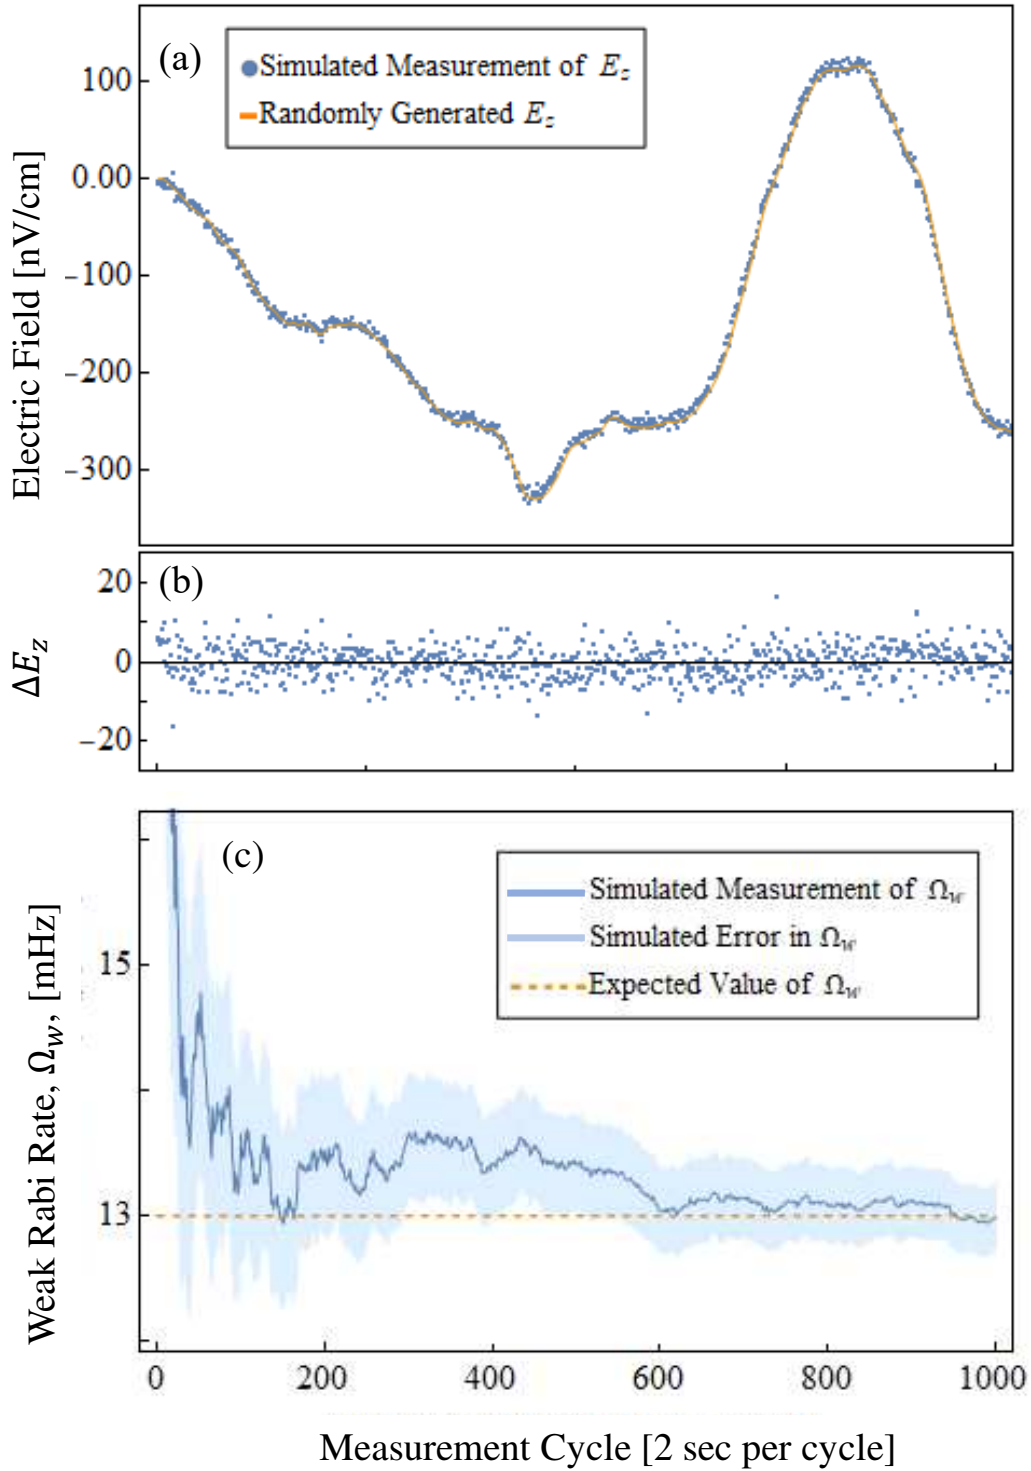 (a)
Simulated Measurement of E_z
Randomly Generated E_z
100
0.00
−100
−200
−300
Electric Field [nV/cm]
(b)
20
0
−20
ΔE_z
(c)
Simulated Measurement of Ω_w
Simulated Error in Ω_w
Expected Value of Ω_w
15
13
Weak Rabi Rate, Ω_w, [mHz]
0 200 400 600 800 1000
Measurement Cycle [2 sec per cycle]